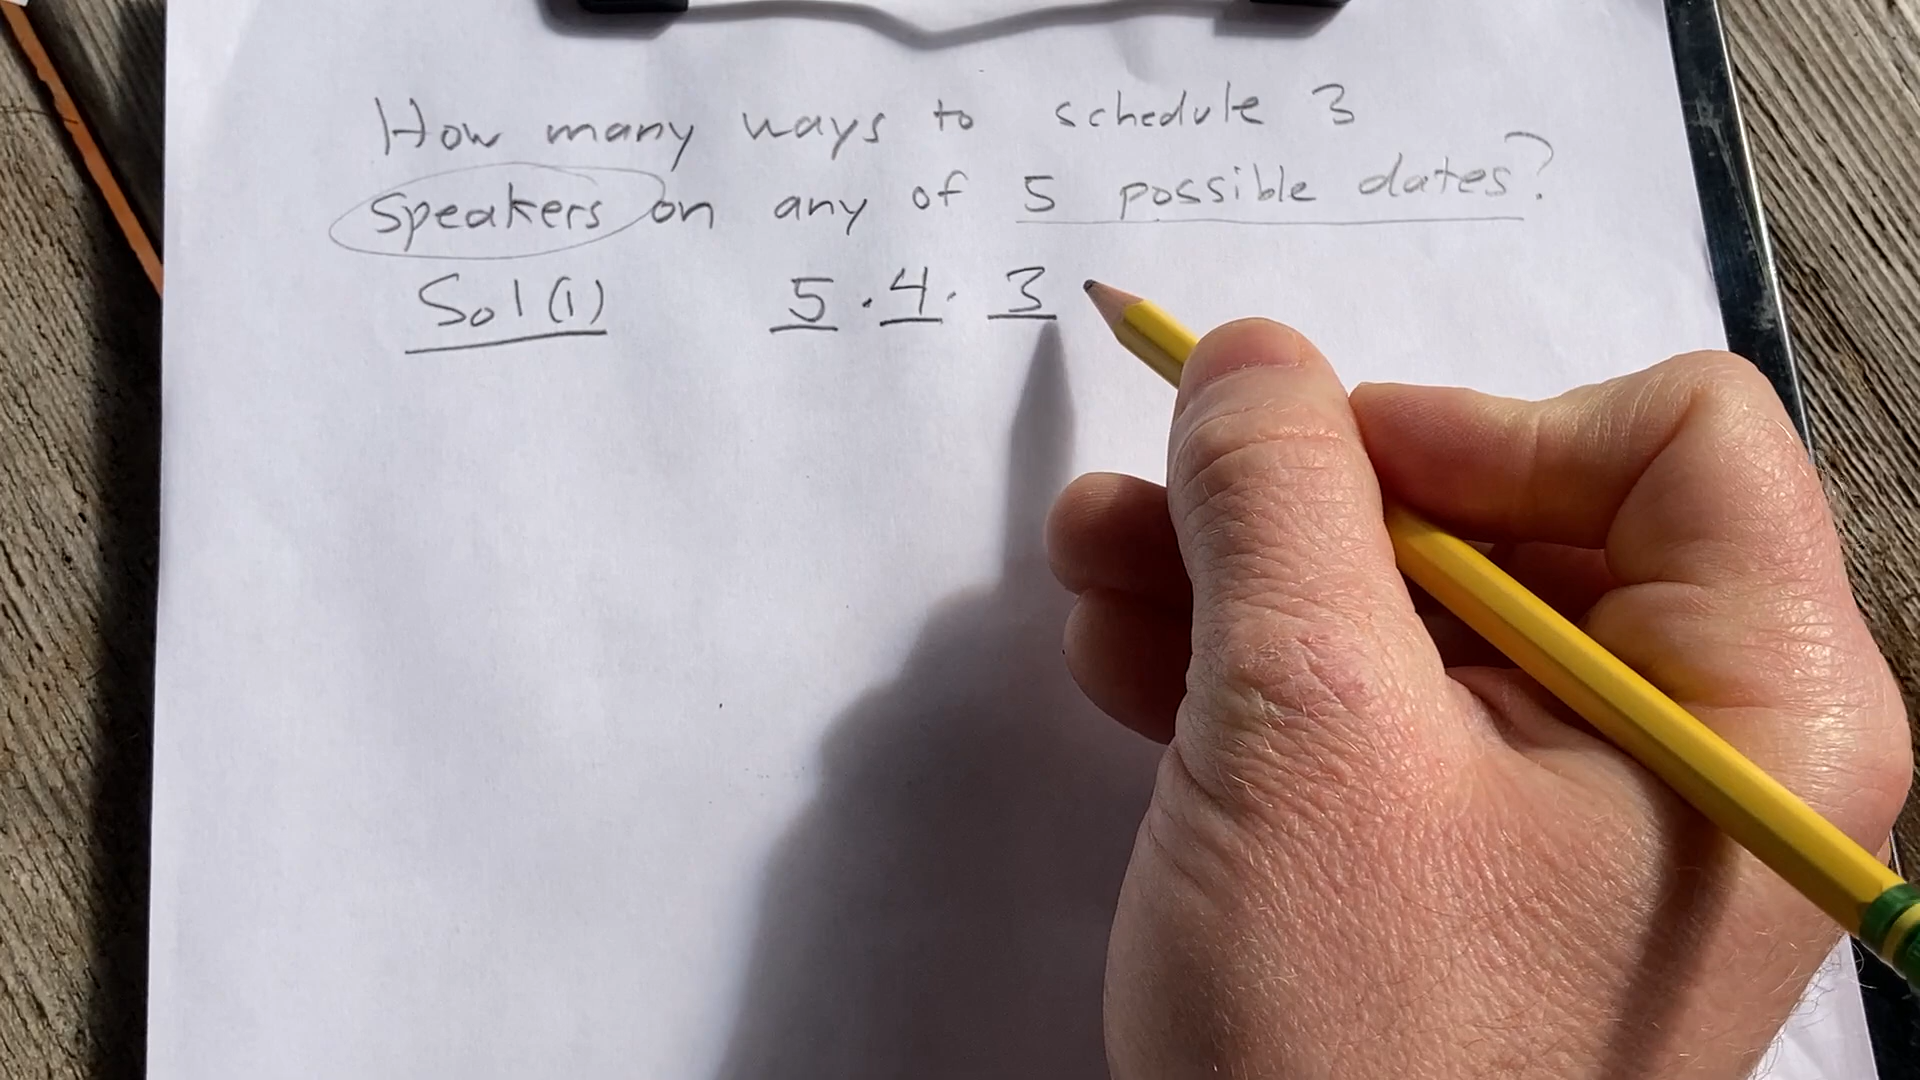 How many ways to schedule 3
speakers on any of 5 possible dates?
Sol (1) 5 · 4 · 3